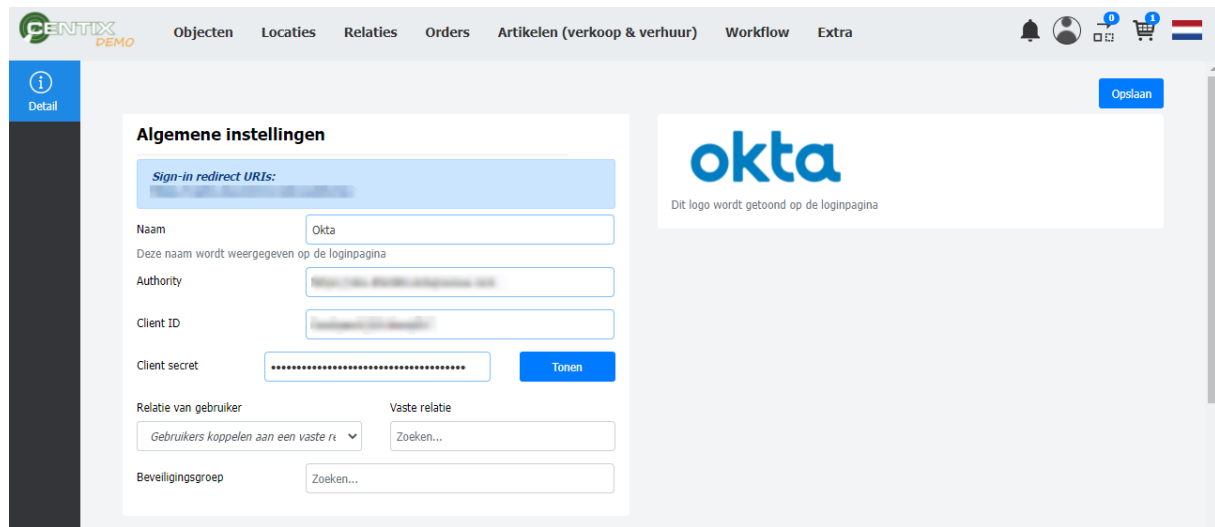 CENTIX
DEMO
Objecten Locaties Relaties Orders Artikelen (verkoop & verhuur) Workflow Extra
0
1
Detail
Opslaan
Algemene instellingen
Sign-in redirect URIs:
okta
Dit logo wordt getoond op de loginpagina
Naam
Okta
Deze naam wordt weergegeven op de loginpagina
Authority
Client ID
Client secret
••••••••••••••••••••••••••••••••••••••
Tonen
Relatie van gebruiker Vaste relatie
Gebruikers koppelen aan een vaste re Zoeken...
Beveiligingsgroep
Zoeken...